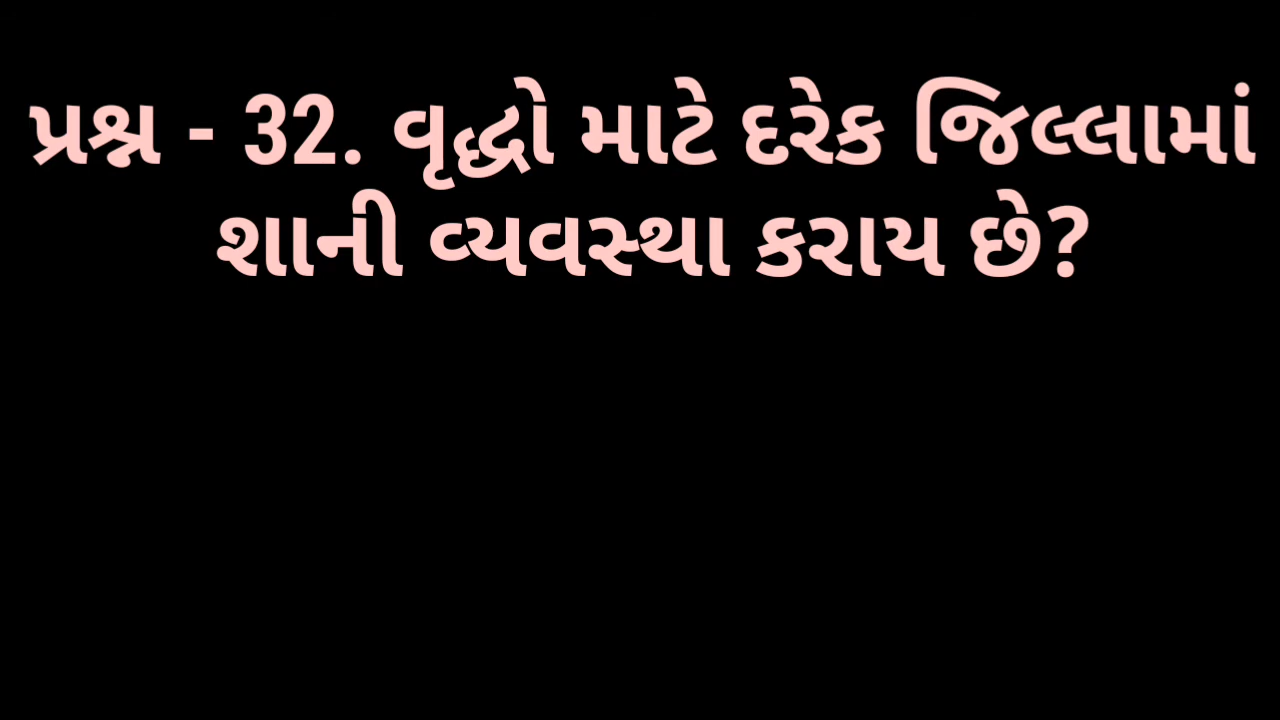 પ્રશ્ન - 32. વૃદ્ધો માટે દરેક જિલ્લામાં
શાની વ્યવસ્થા કરાય છે?